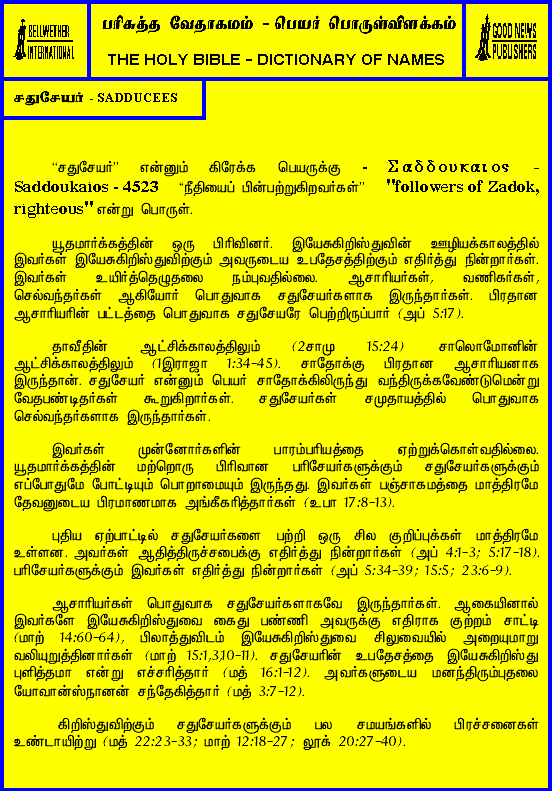 BELLWETHER
INTERNATIONAL
பரிசுத்த வேதாகமம் - பெயர் பொருள்விளக்கம்
THE HOLY BIBLE - DICTIONARY OF NAMES
GOOD NEWS
PUBLISHERS
சதுசேயர் - SADDUCEES
“சதுசேயர்” என்னும் கிரேக்க பெயருக்கு - Σαδδουκαιος -
Saddoukaios - 4523 “நீதியைப் பின்பற்றுகிறவர்கள்” "followers of Zadok,
righteous" என்று பொருள்.
யூதமார்க்கத்தின் ஒரு பிரிவினர். இயேசுகிறிஸ்துவின் ஊழியக்காலத்தில்
இவர்கள் இயேசுகிறிஸ்துவிற்கும் அவருடைய உபதேசத்திற்கும் எதிர்த்து நின்றார்கள்.
இவர்கள் உயிர்த்தெழுதலை நம்புவதில்லை. ஆசாரியர்கள், வணிகர்கள்,
செல்வந்தர்கள் ஆகியோர் பொதுவாக சதுசேயர்களாக இருந்தார்கள். பிரதான
ஆசாரியரின் பட்டத்தை பொதுவாக சதுசேயரே பெற்றிருப்பார் (அப் 5:17).
தாவீதின் ஆட்சிக்காலத்திலும் (2சாமு 15:24) சாலொமோனின்
ஆட்சிக்காலத்திலும் (1இராஜா 1:34-45). சாதோக்கு பிரதான ஆசாரியனாக
இருந்தான். சதுசேயர் என்னும் பெயர் சாதோக்கிலிருந்து வந்திருக்கவேண்டுமென்று
வேதபண்டிதர்கள் கூறுகிறார்கள். சதுசேயர்கள் சமுதாயத்தில் பொதுவாக
செல்வந்தர்களாக இருந்தார்கள்.
இவர்கள் முன்னோர்களின் பாரம்பரியத்தை ஏற்றுக்கொள்வதில்லை.
யூதமார்க்கத்தின் மற்றொரு பிரிவான பரிசேயர்களுக்கும் சதுசேயர்களுக்கும்
எப்போதுமே போட்டியும் பொறாமையும் இருந்தது. இவர்கள் பஞ்சாகமத்தை மாத்திரமே
தேவனுடைய பிரமாணமாக அங்கீகரித்தார்கள் (உபா 17:8-13).
புதிய ஏற்பாட்டில் சதுசேயர்களை பற்றி ஒரு சில குறிப்புக்கள் மாத்திரமே
உள்ளன. அவர்கள் ஆதித்திருச்சபைக்கு எதிர்த்து நின்றார்கள் (அப் 4:1-3; 5:17-18).
பரிசேயர்களுக்கும் இவர்கள் எதிர்த்து நின்றார்கள் (அப் 5:34-39; 15:5; 23:6-9).
ஆசாரியர்கள் பொதுவாக சதுசேயர்களாகவே இருந்தார்கள். ஆகையினால்
இவர்களே இயேசுகிறிஸ்துவை கைது பண்ணி அவருக்கு எதிராக குற்றம் சாட்டி
(மாற் 14:60-64), பிலாத்துவிடம் இயேசுகிறிஸ்துவை சிலுவையில் அறையுமாறு
வலியுறுத்தினார்கள் (மாற் 15:1,3,10-11). சதுசேயரின் உபதேசத்தை இயேசுகிறிஸ்து
புளித்தமா என்று எச்சரித்தார் (மத் 16:1-12). அவர்களுடைய மனந்திரும்புதலை
யோவான்ஸ்நானன் சந்தேகித்தார் (மத் 3:7-12).
கிறிஸ்துவிற்கும் சதுசேயர்களுக்கும் பல சமயங்களில் பிரச்சனைகள்
உண்டாயிற்று (மத் 22:23-33; மாற் 12:18-27; லூக் 20:27-40).